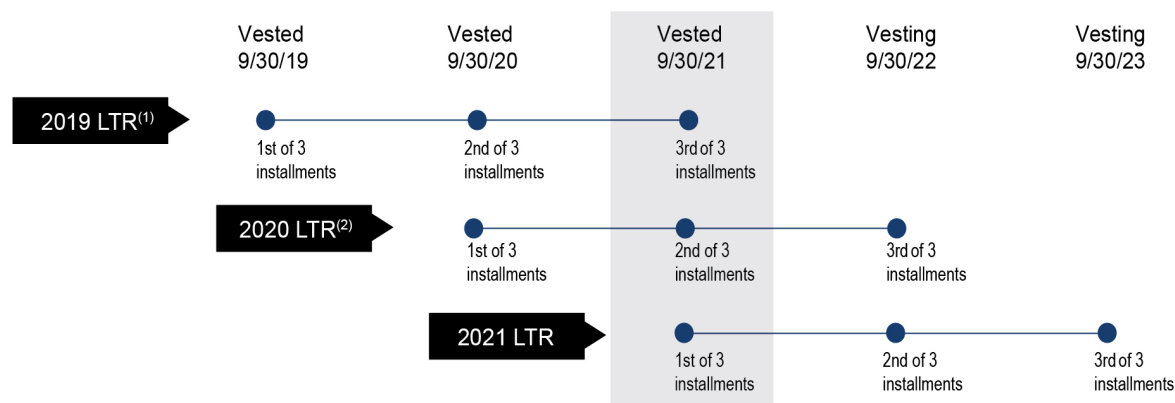 Vested Vested Vested Vesting Vesting
9/30/19 9/30/20 9/30/21 9/30/22 9/30/23
2019 LTR(1)
1st of 3 2nd of 3 3rd of 3
installments installments installments
2020 LTR(2)
1st of 3 2nd of 3 3rd of 3
installments installments installments
2021 LTR
1st of 3 2nd of 3 3rd of 3
installments installments installments